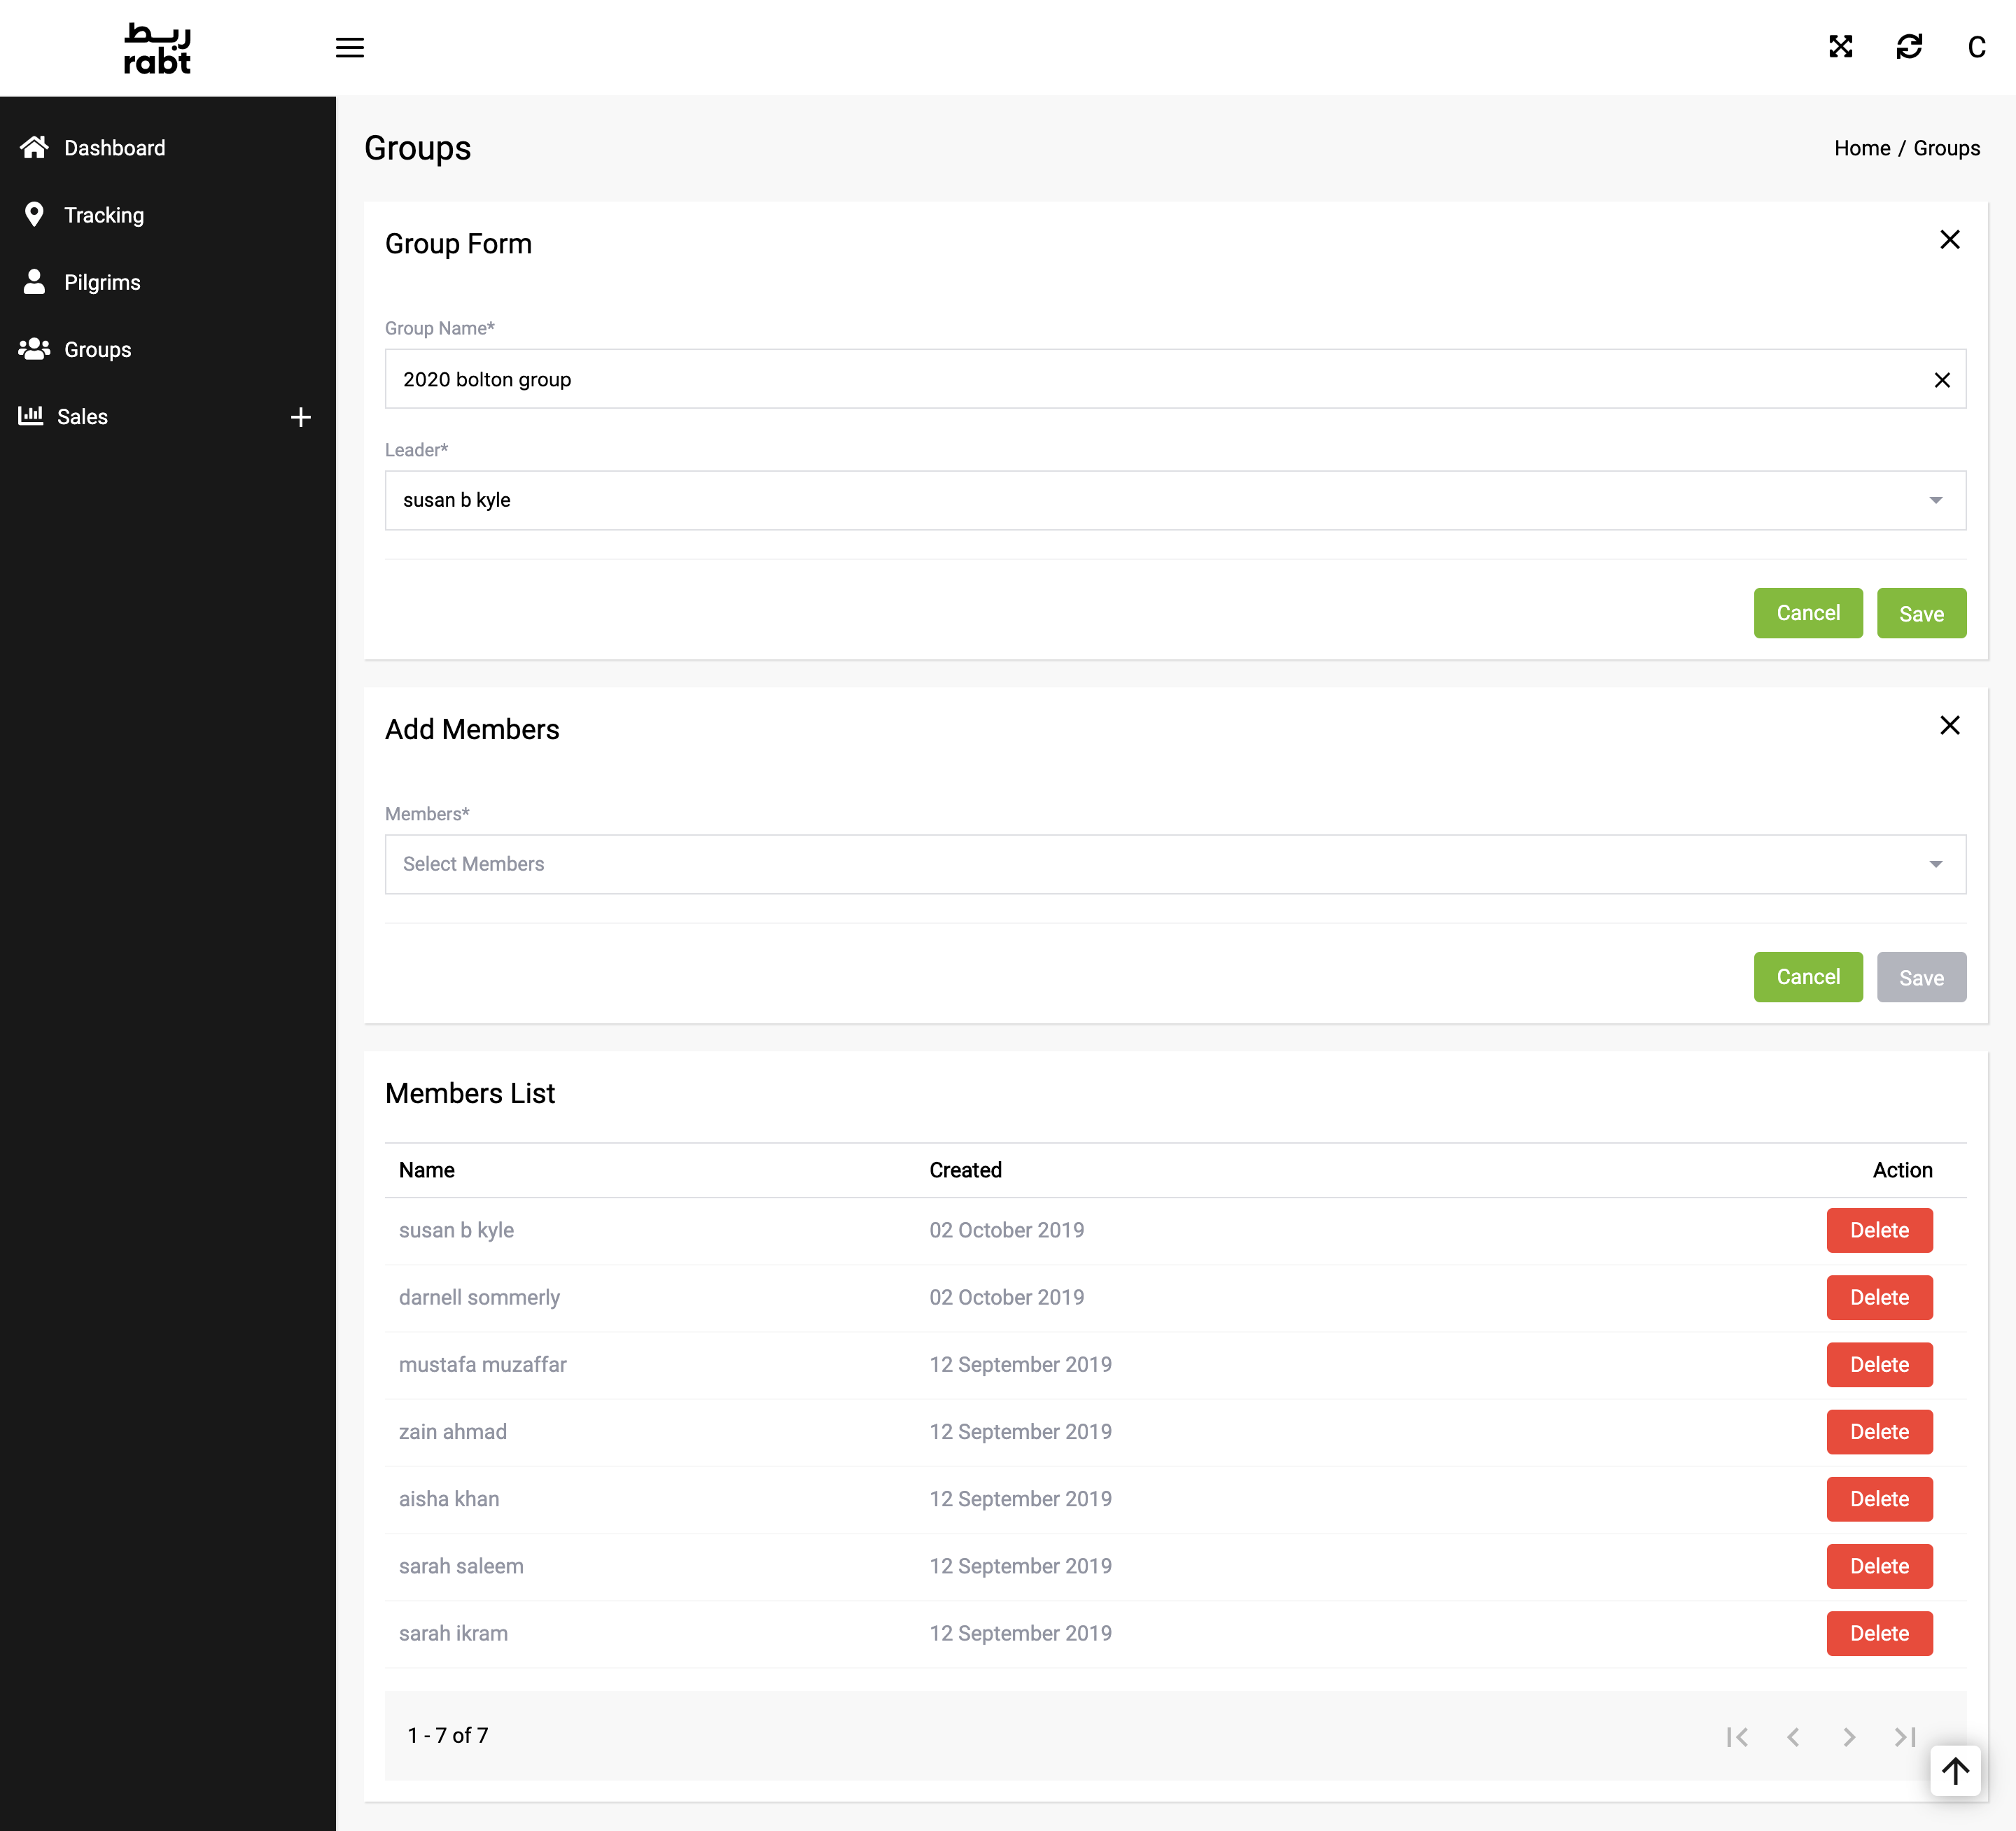 ربط
rabt
C
Dashboard
Tracking
Pilgrims
Groups
Sales
Groups
Home / Groups
Group Form
Group Name*
2020 bolton group
Leader*
susan b kyle
Cancel
Save
Add Members
Members*
Select Members
Cancel
Save
Members List
Name Created Action
susan b kyle 02 October 2019 Delete
darnell sommerly 02 October 2019 Delete
mustafa muzaffar 12 September 2019 Delete
zain ahmad 12 September 2019 Delete
aisha khan 12 September 2019 Delete
sarah saleem 12 September 2019 Delete
sarah ikram 12 September 2019 Delete
1 - 7 of 7